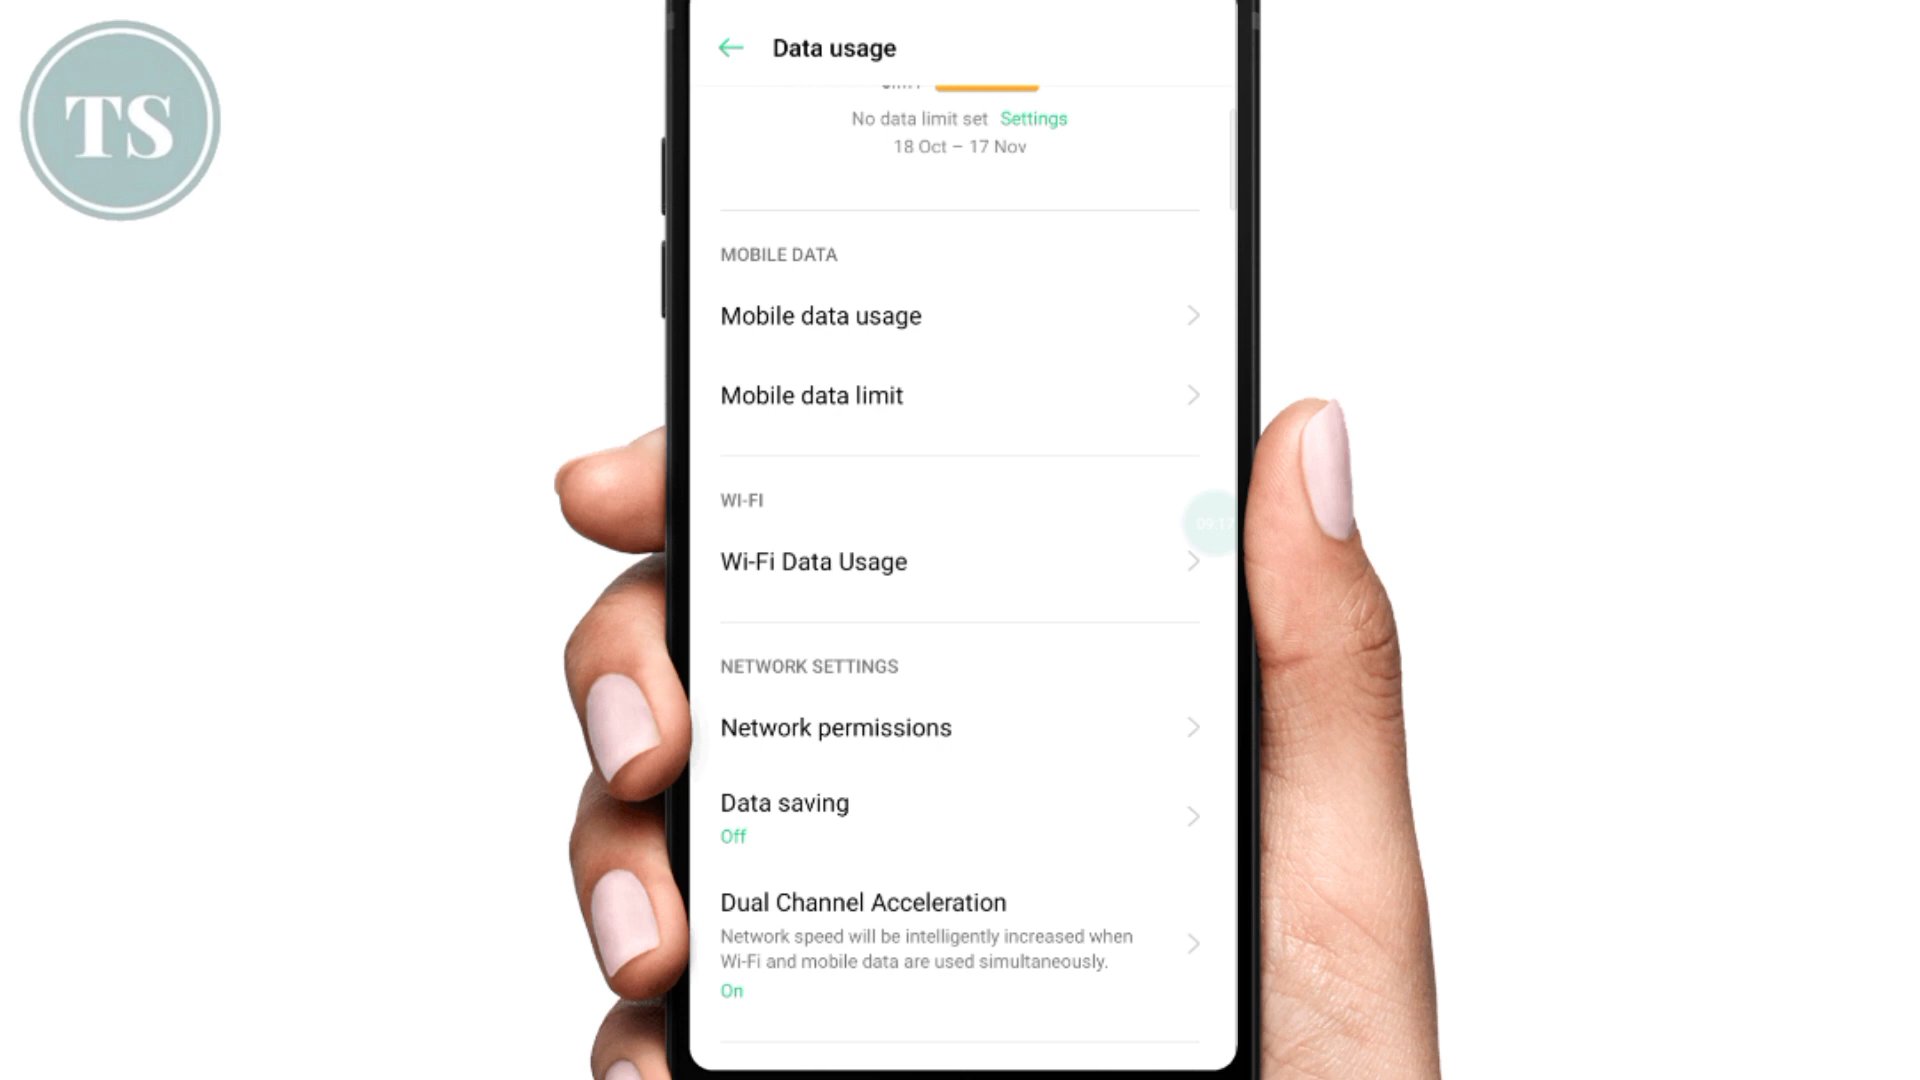 TS
Data usage
No data limit set Settings
18 Oct – 17 Nov
MOBILE DATA
Mobile data usage
Mobile data limit
WI-FI
09:17
Wi-Fi Data Usage
NETWORK SETTINGS
Network permissions
Data saving
Off
Dual Channel Acceleration
Network speed will be intelligently increased when
Wi-Fi and mobile data are used simultaneously.
On